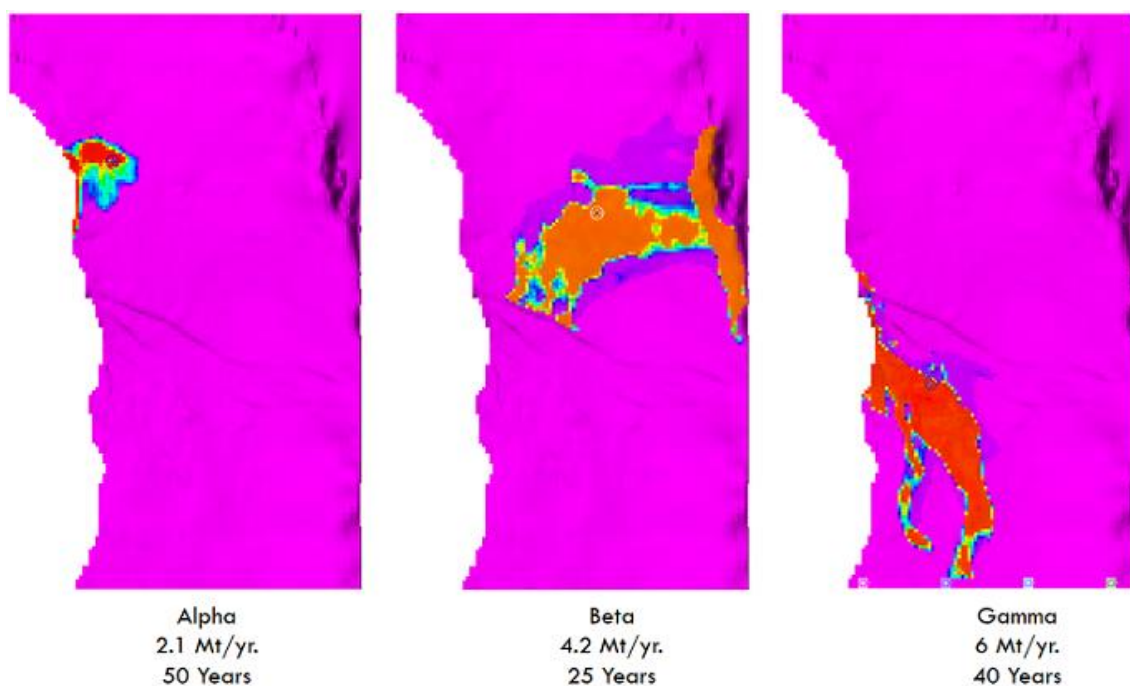 Alpha
2.1 Mt/yr.
50 Years
Beta
4.2 Mt/yr.
25 Years
Gamma
6 Mt/yr.
40 Years